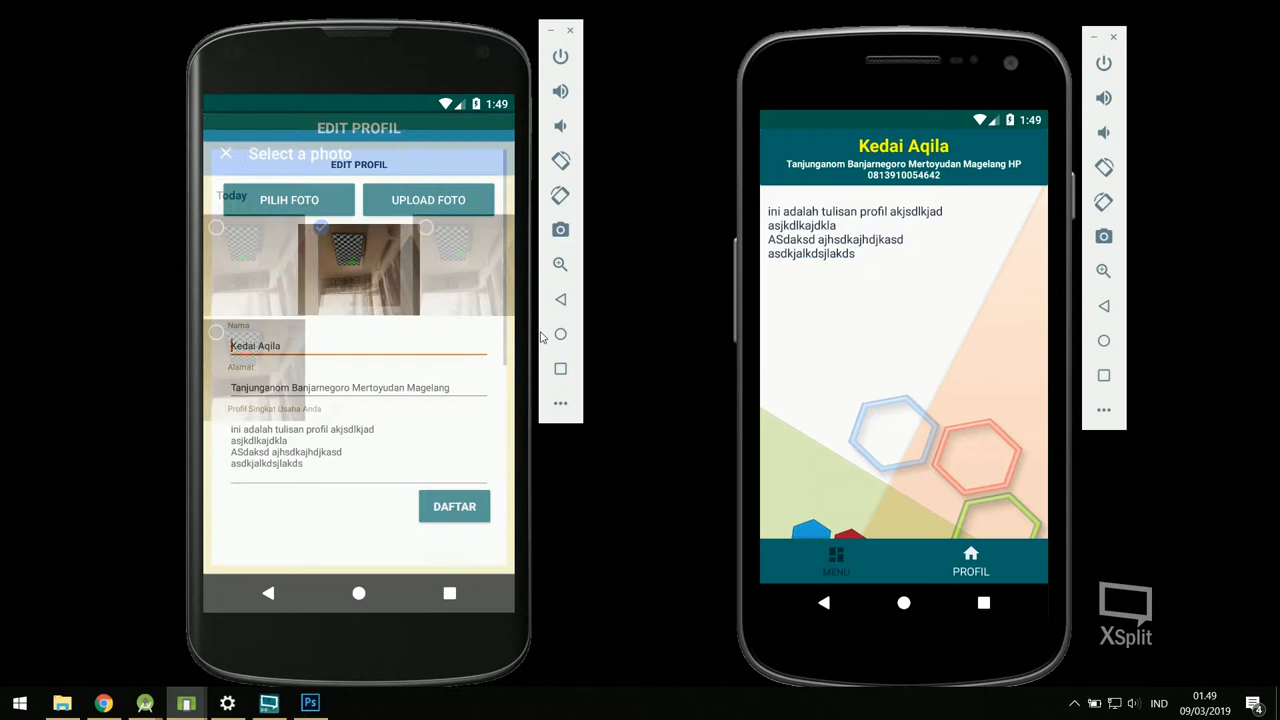 1:49
EDIT PROFIL
Select a photo
EDIT PROFIL
Today
PILIH FOTO
UPLOAD FOTO
Nama
Kedai Aqila
Alamat
Tanjunganom Banjarnegoro Mertoyudan Magelang
Profil Singkat Usaha Anda
ini adalah tulisan profil akjsdlkjad
asjkdlkajdkla
ASdaksd ajhsdkajhdjkasd
asdkjalkdsjlakds
DAFTAR
1:49
Kedai Aqila
Tanjunganom Banjarnegoro Mertoyudan Magelang HP
0813910054642
ini adalah tulisan profil akjsdlkjad
asjkdlkajdkla
ASdaksd ajhsdkajhdjkasd
asdkjalkdsjlakds
MENU
PROFIL
XSplit
Ps
IND
01.49
09/03/2019
4